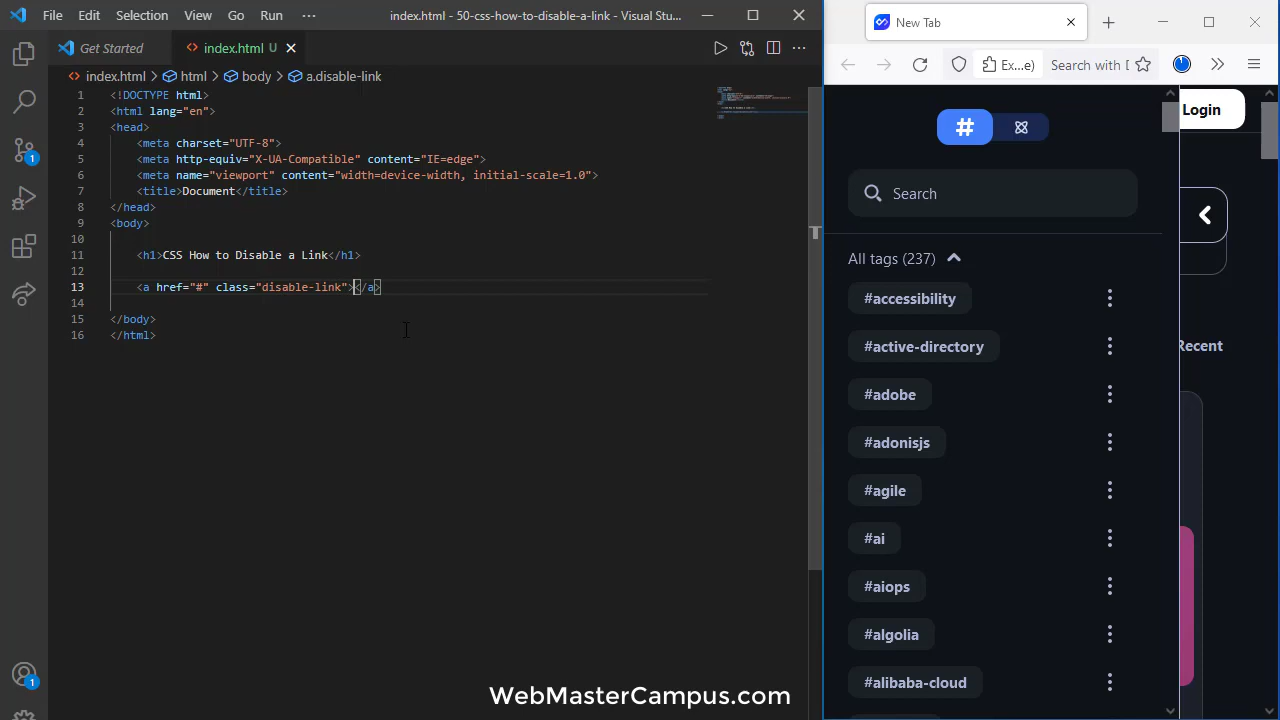 File Edit Selection View Go Run ··· index.html - 50-css-how-to-disable-a-link - Visual Stu...
Get Started index.html U
index.html > html > body > a.disable-link
1 <!DOCTYPE html>
2 <html lang="en">
3 <head>
4 <meta charset="UTF-8">
5 <meta http-equiv="X-UA-Compatible" content="IE=edge">
6 <meta name="viewport" content="width=device-width, initial-scale=1.0">
7 <title>Document</title>
8 </head>
9 <body>
10
11 <h1>CSS How to Disable a Link</h1>
12
13 <a href="#" class="disable-link"></a>
14
15 </body>
16 </html>
1
1
WebMasterCampus.com
New Tab
Ex...e) Search with D
Login
#
Search
All tags (237)
#accessibility
#active-directory
Recent
#adobe
#adonisjs
#agile
#ai
#aiops
#algolia
#alibaba-cloud